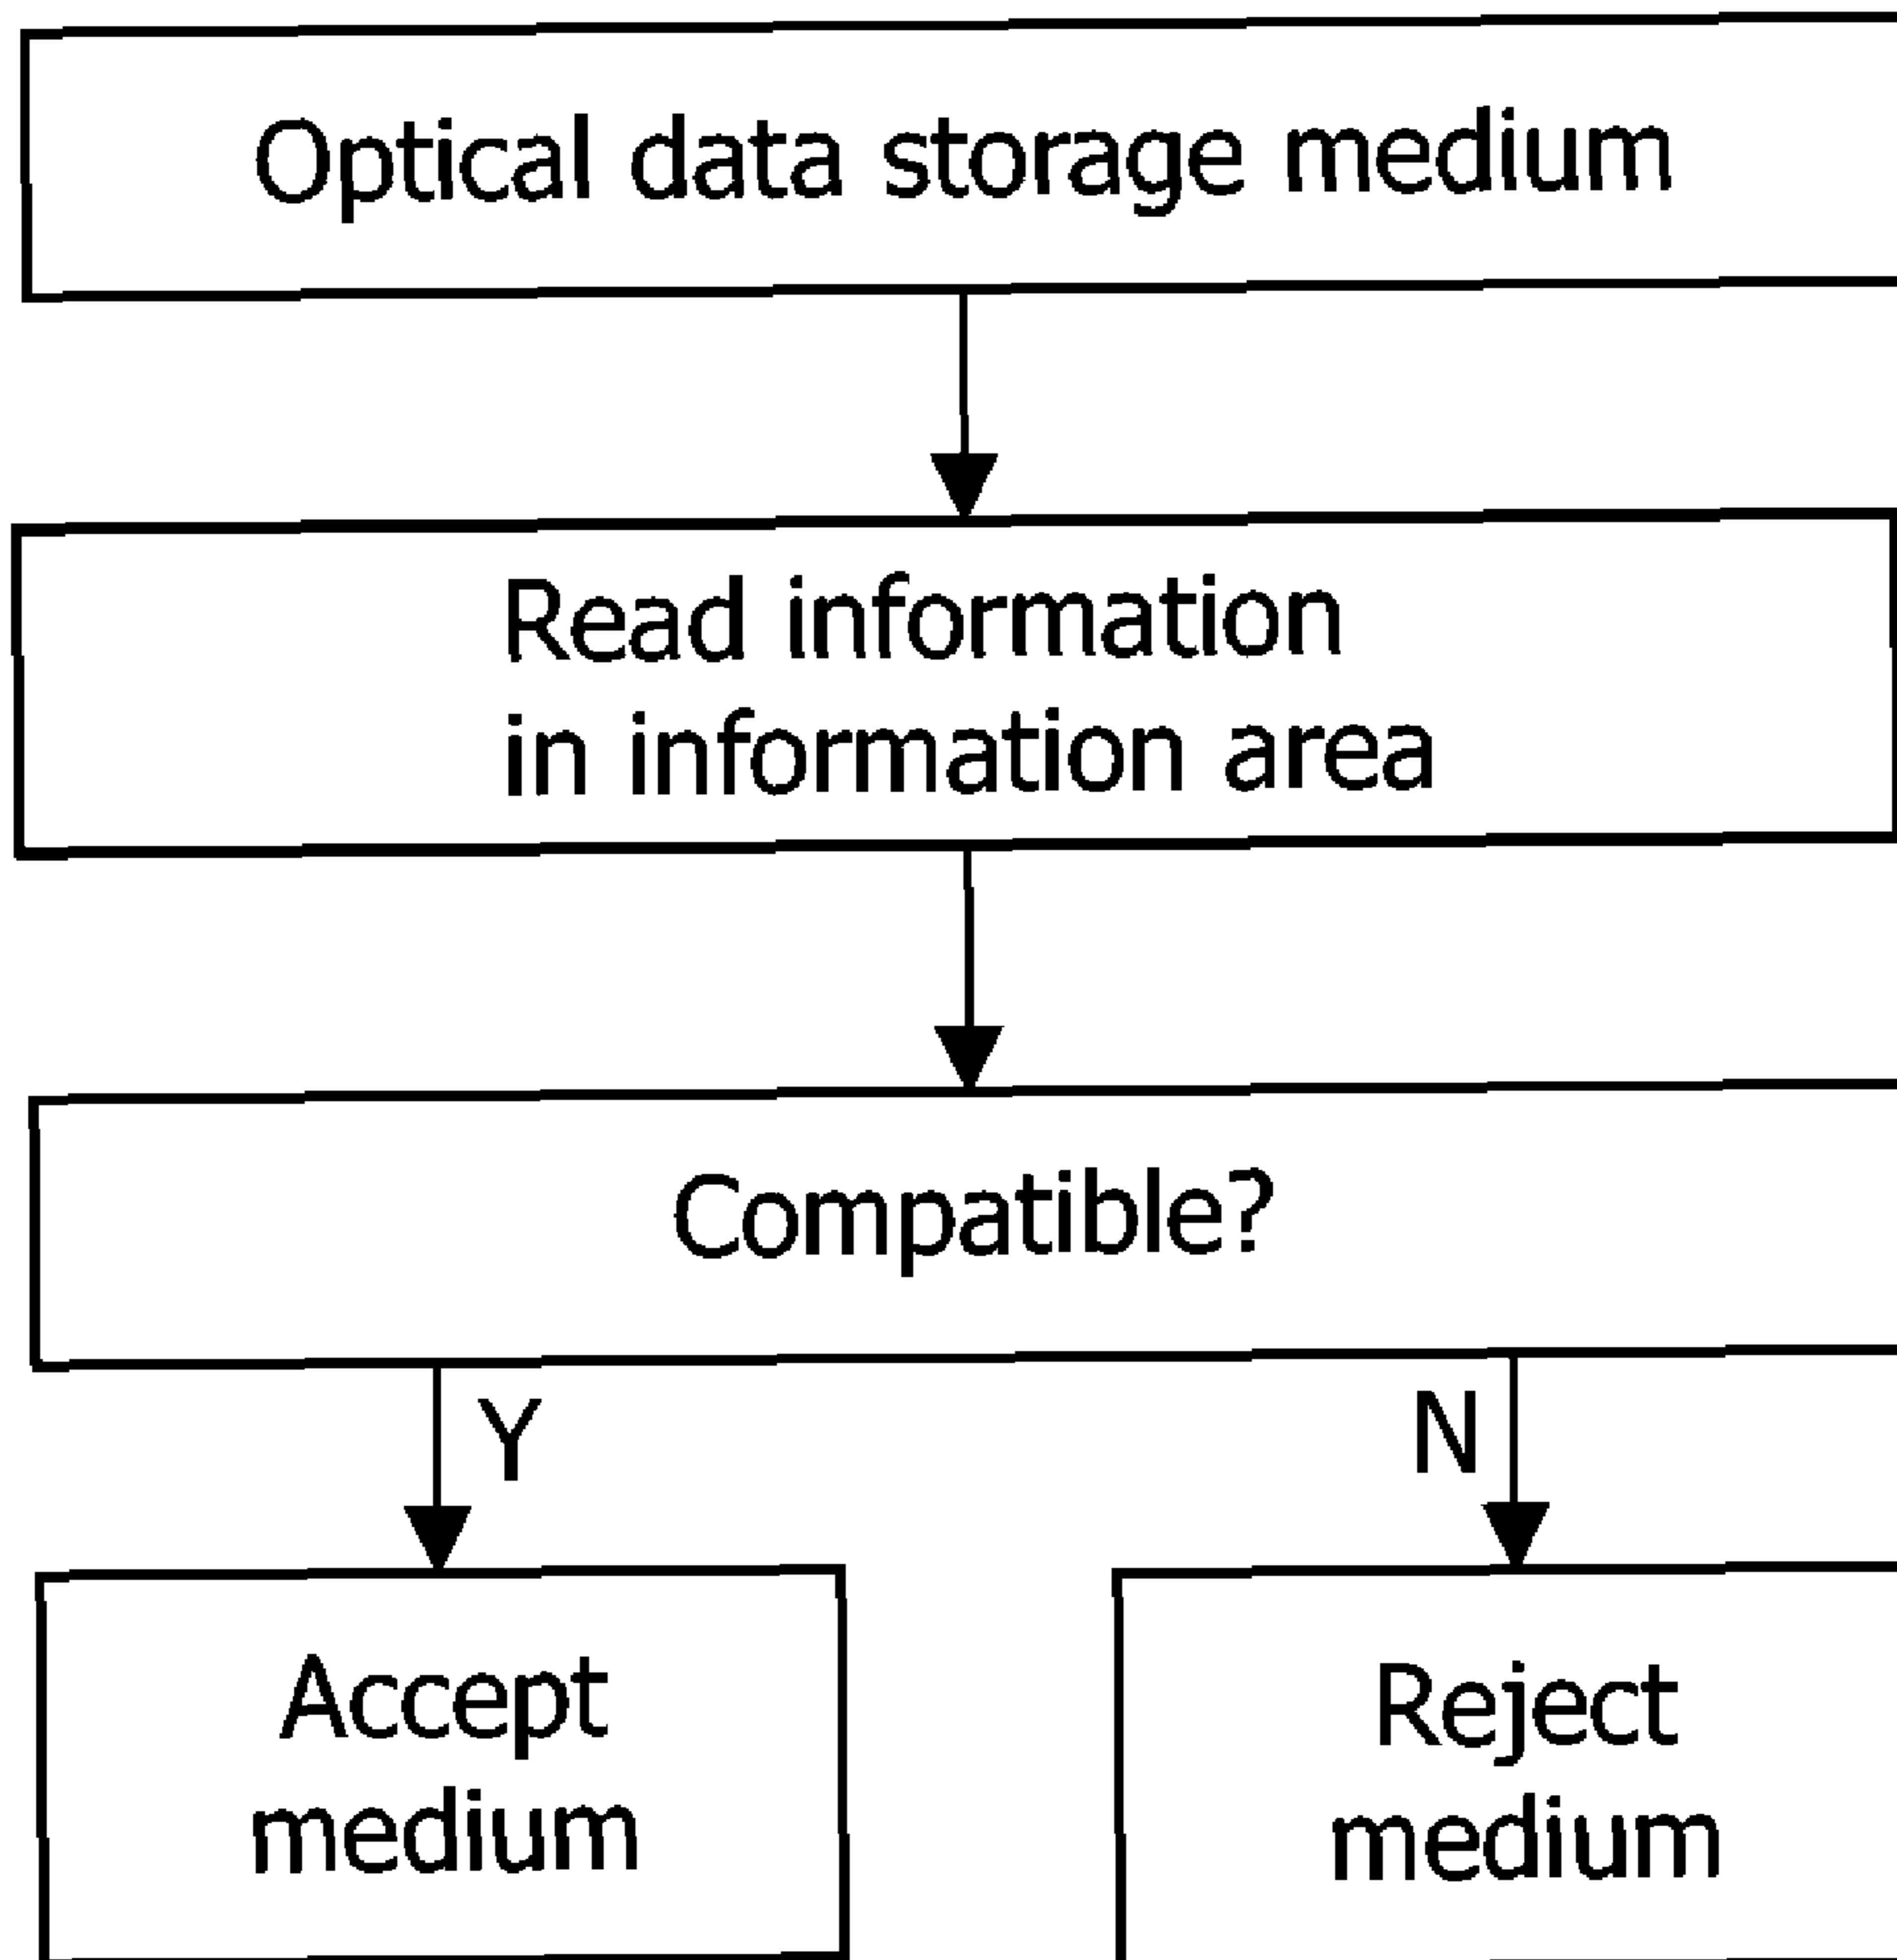 Optical data storage medium
Read information
in information area
Compatible?
Y
N
Accept
medium
Reject
medium